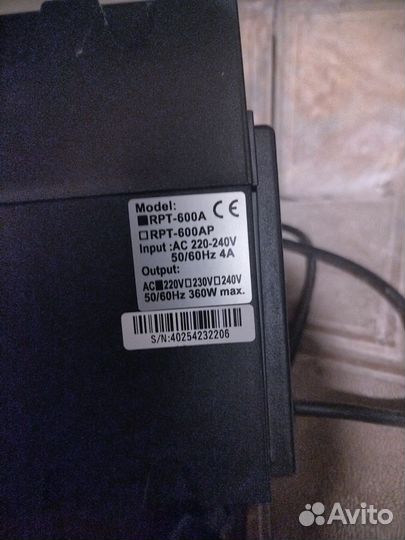 Model:
■RPT-600A CE
□RPT-600AP
Input:AC 220-240V
50/60Hz 4A
Output:
AC■220V□230V□240V
50/60Hz 360W max.
S/N:40254232206
Avito